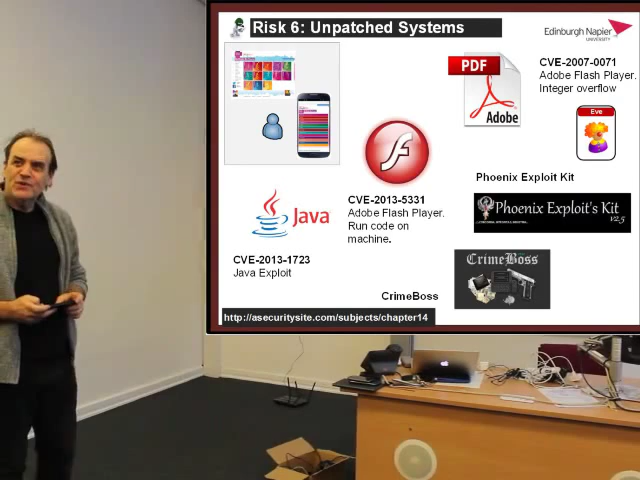 Risk 6: Unpatched Systems
Edinburgh Napier
UNIVERSITY
PDF
Adobe
CVE-2007-0071
Adobe Flash Player.
Integer overflow
Eve
Phoenix Exploit Kit
Phoenix Exploit's Kit
v2.5
Java
CVE-2013-5331
Adobe Flash Player.
Run code on
machine.
CVE-2013-1723
Java Exploit
CrimeBoss
CrimeBoss
http://asecuritysite.com/subjects/chapter14